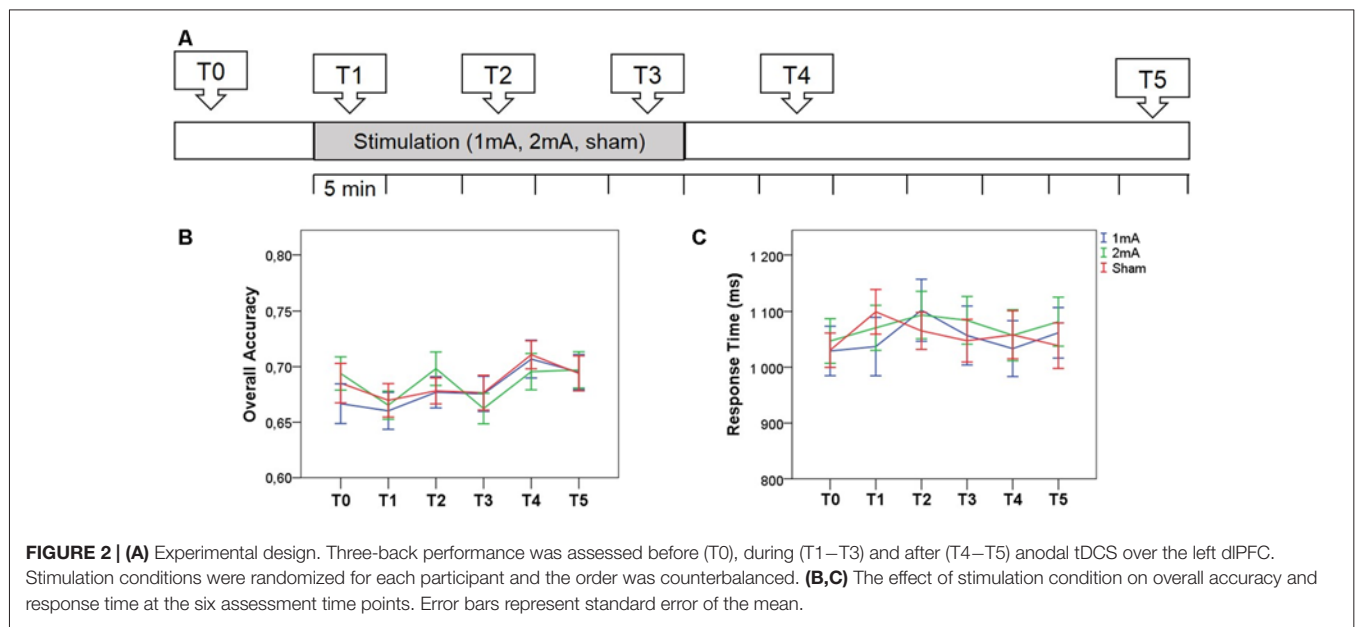 A
T0 T1 T2 T3 T4 T5
Stimulation (1mA, 2mA, sham)
5 min
B
Overall Accuracy
0,80
0,75
0,70
0,65
0,60
T0 T1 T2 T3 T4 T5
C
Response Time (ms)
1 200
1 100
1 000
900
800
T0 T1 T2 T3 T4 T5
1mA
2mA
Sham
FIGURE 2 | (A) Experimental design. Three-back performance was assessed before (T0), during (T1–T3) and after (T4–T5) anodal tDCS over the left dlPFC.
Stimulation conditions were randomized for each participant and the order was counterbalanced. (B,C) The effect of stimulation condition on overall accuracy and
response time at the six assessment time points. Error bars represent standard error of the mean.